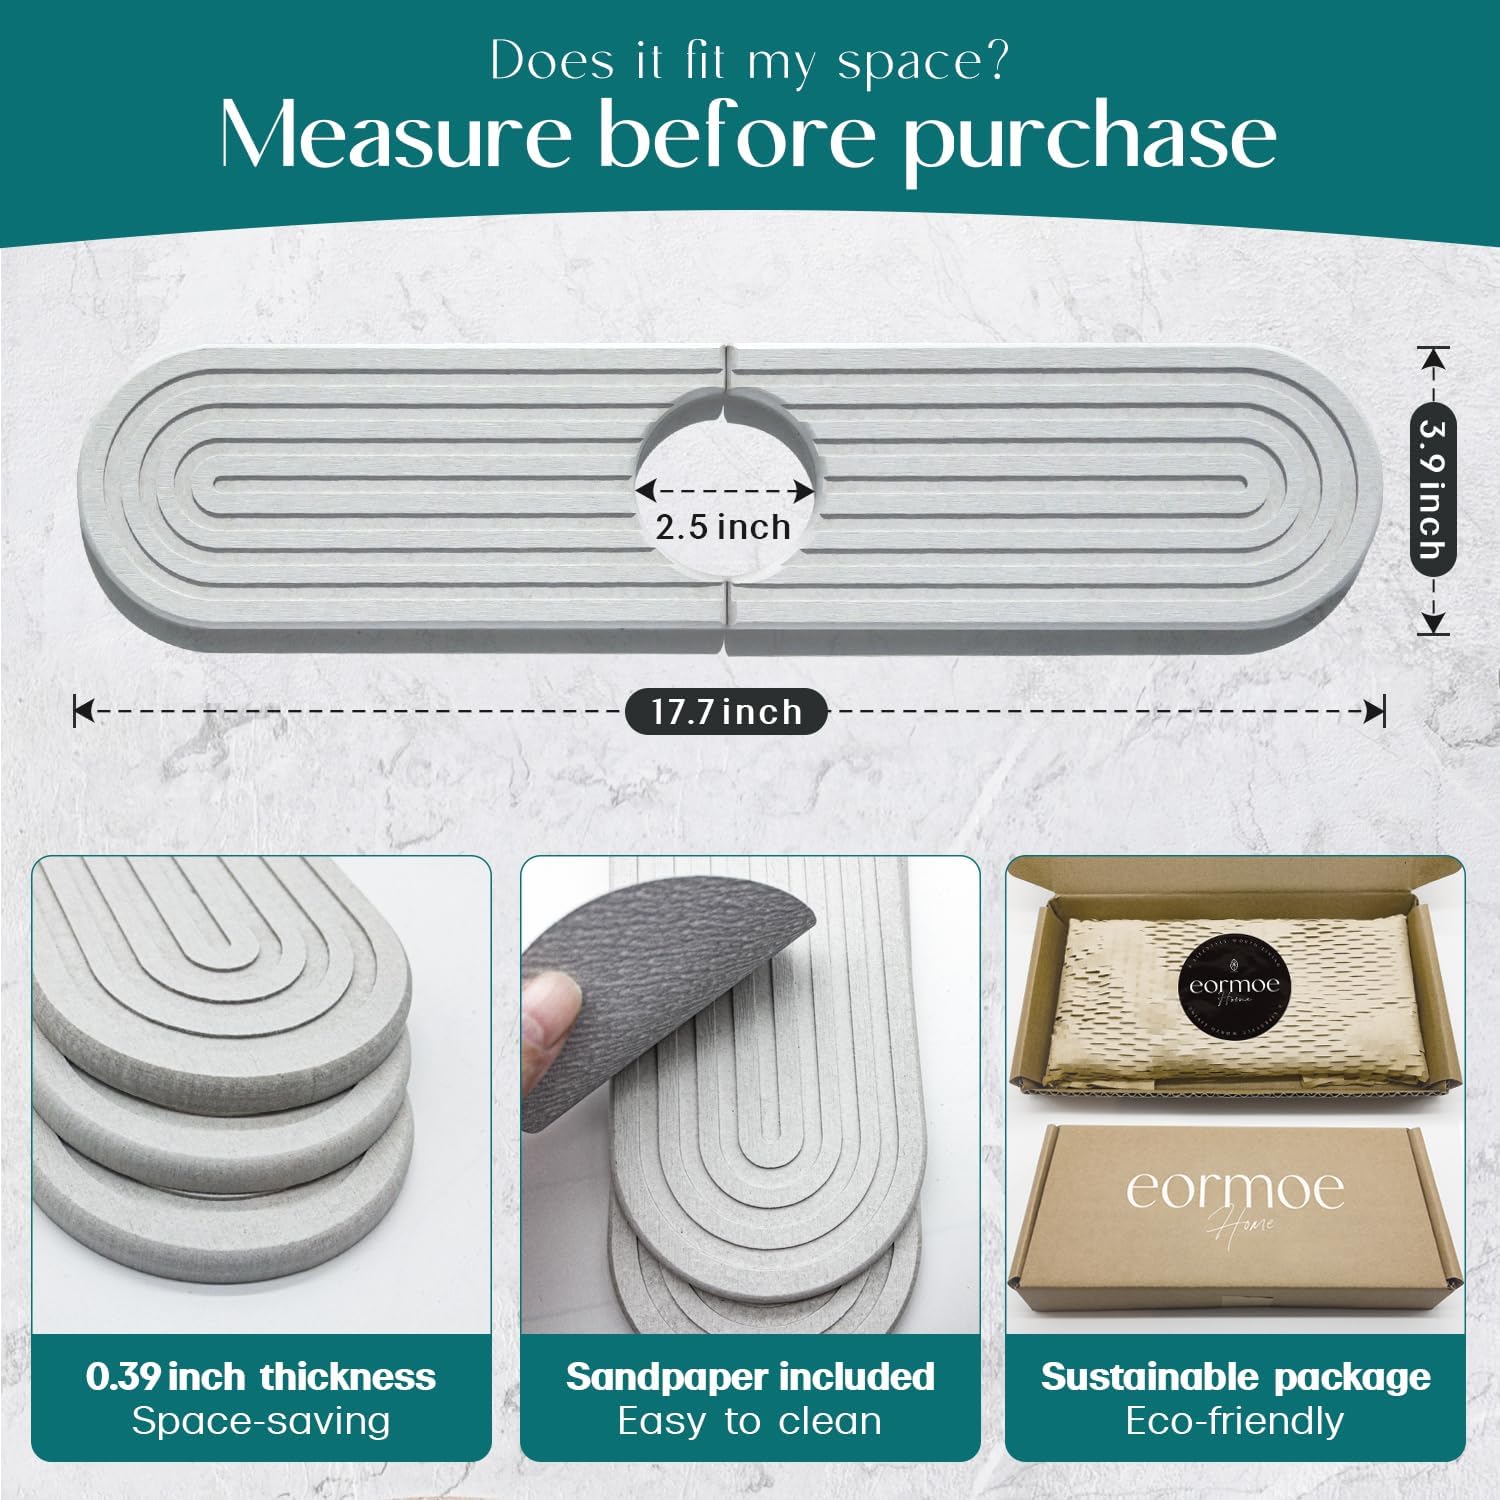 Does it fit my space?
Measure before purchase
2.5 inch
3.9 inch
17.7 inch
eormoe
Home
eormoe
Home
0.39 inch thickness
Space-saving
Sandpaper included
Easy to clean
Sustainable package
Eco-friendly